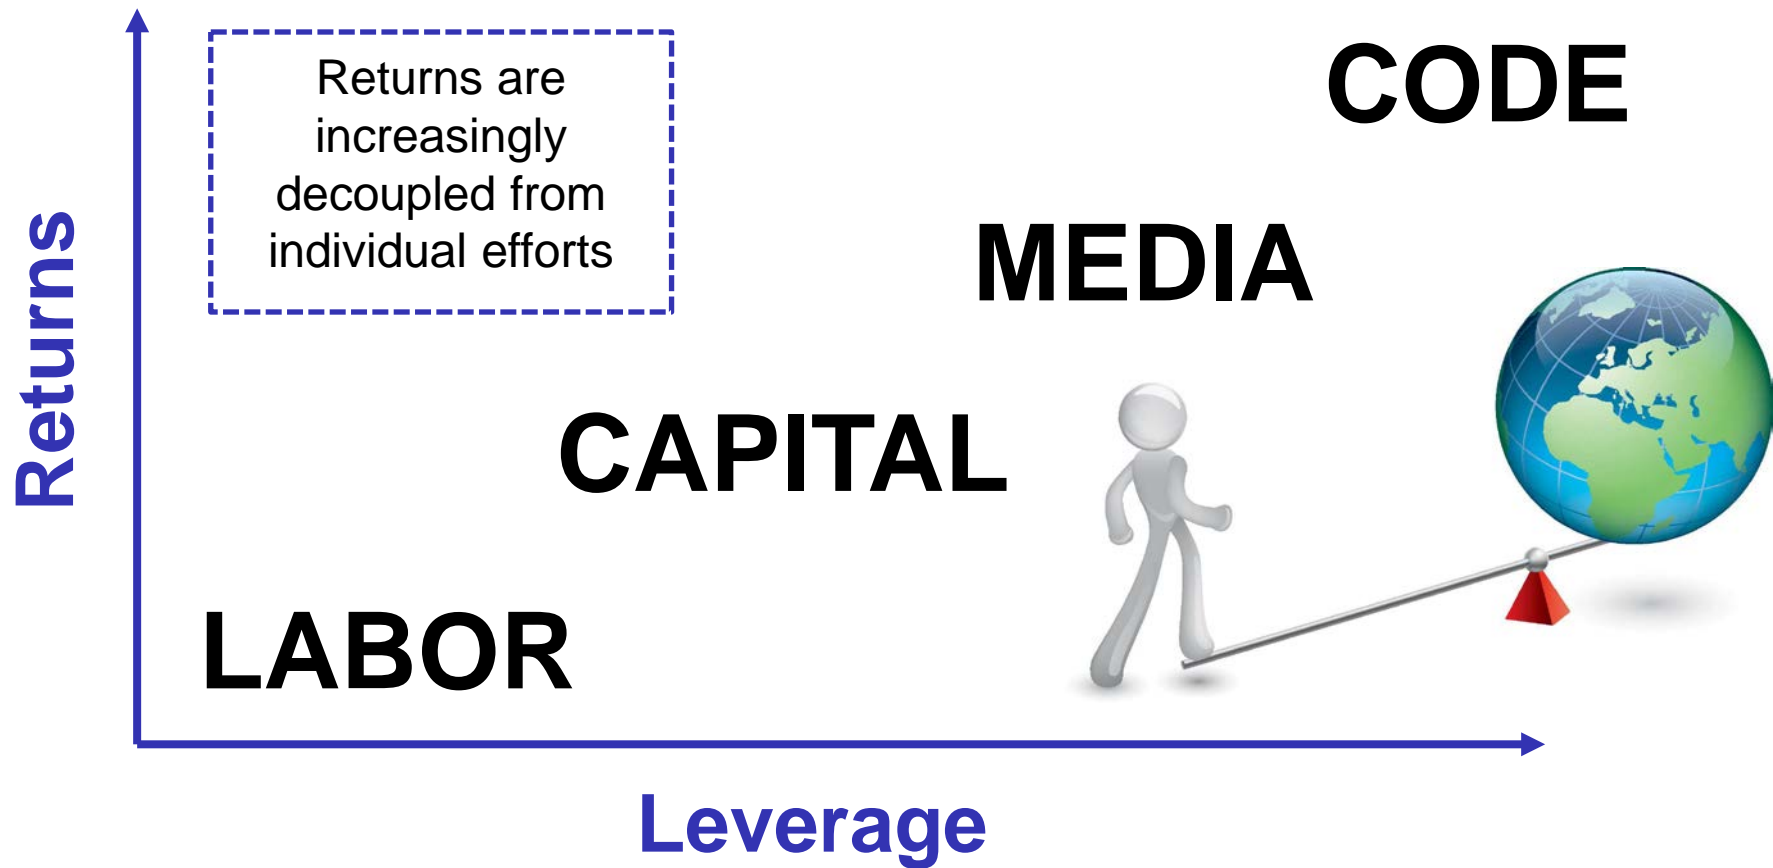 Returns are
increasingly
decoupled from
individual efforts
CODE
MEDIA
CAPITAL
LABOR
Returns
Leverage